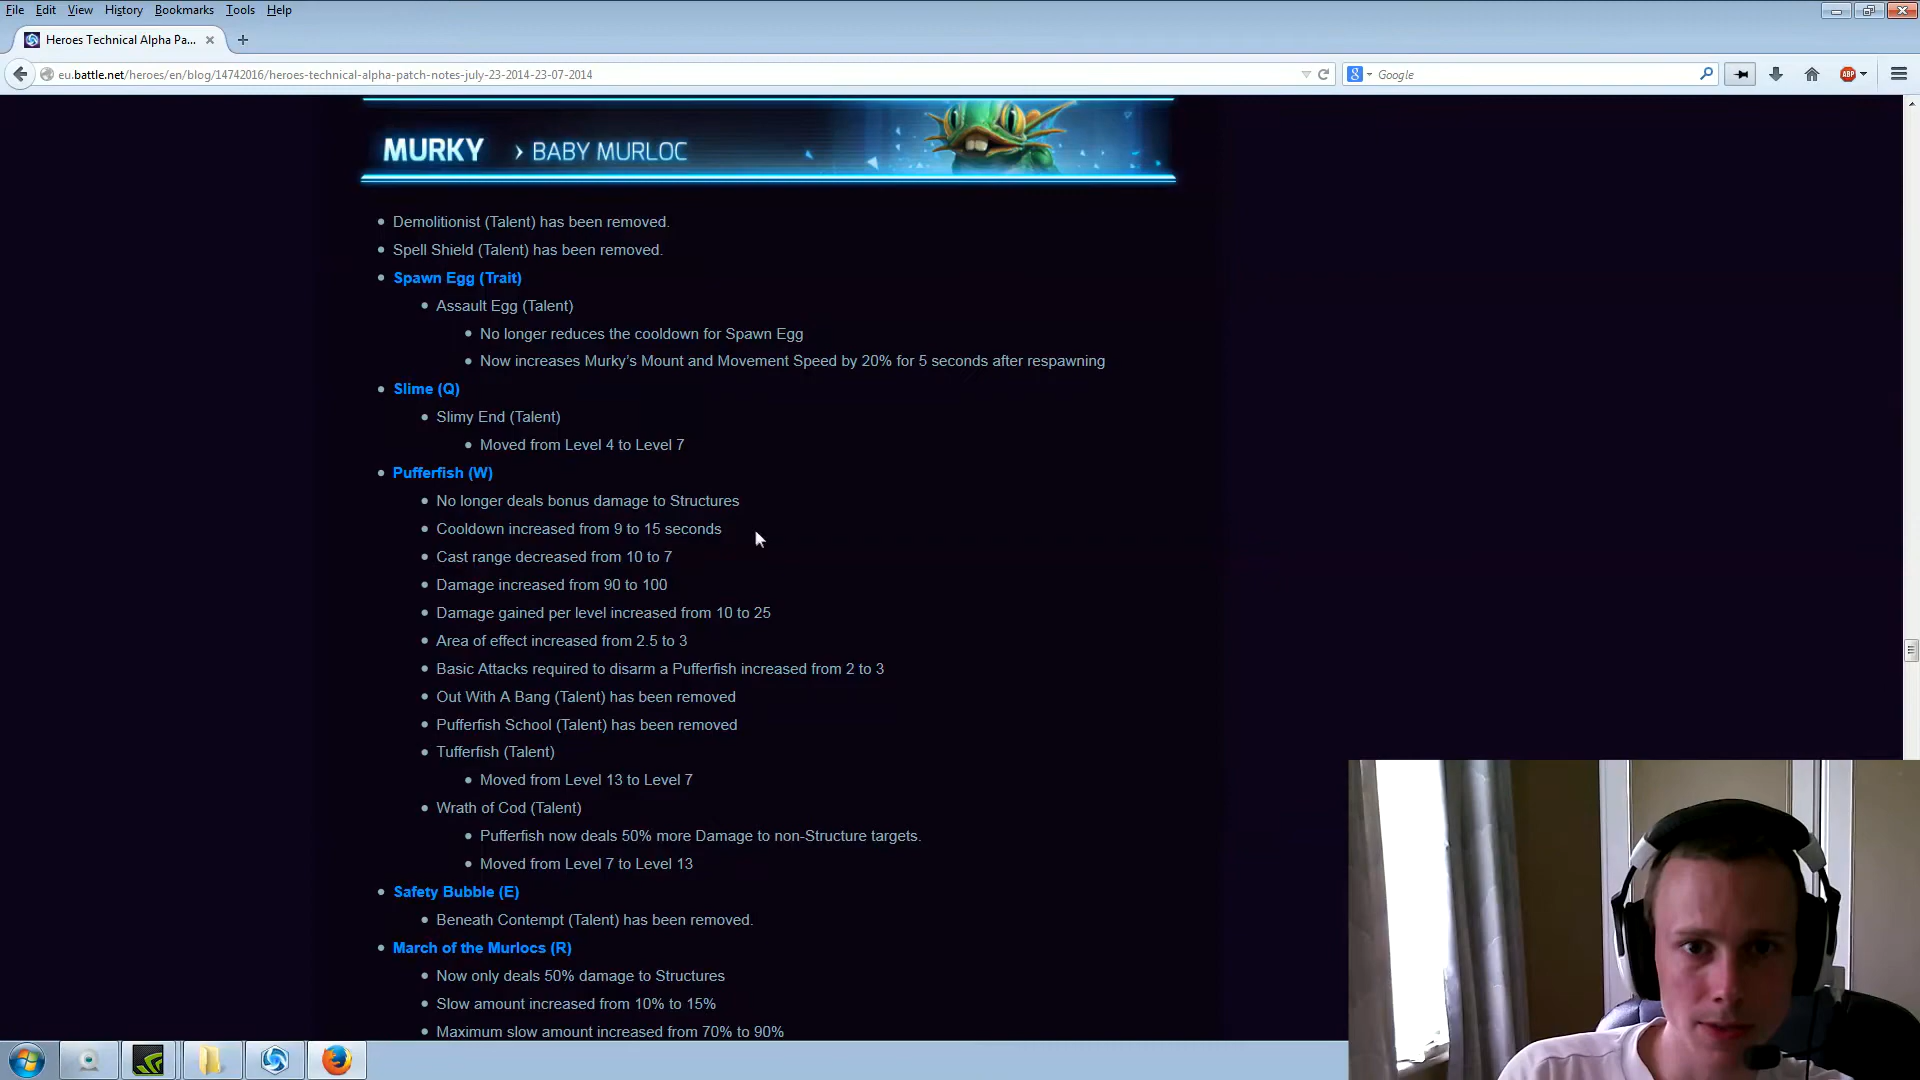 File Edit View History Bookmarks Tools Help
Heroes Technical Alpha Pa...
eu.battle.net/heroes/en/blog/14742016/heroes-technical-alpha-patch-notes-july-23-2014-23-07-2014
Google
ABP
MURKY › BABY MURLOC
Demolitionist (Talent) has been removed.
Spell Shield (Talent) has been removed.
Spawn Egg (Trait)
Assault Egg (Talent)
No longer reduces the cooldown for Spawn Egg
Now increases Murky’s Mount and Movement Speed by 20% for 5 seconds after respawning
Slime (Q)
Slimy End (Talent)
Moved from Level 4 to Level 7
Pufferfish (W)
No longer deals bonus damage to Structures
Cooldown increased from 9 to 15 seconds
Cast range decreased from 10 to 7
Damage increased from 90 to 100
Damage gained per level increased from 10 to 25
Area of effect increased from 2.5 to 3
Basic Attacks required to disarm a Pufferfish increased from 2 to 3
Out With A Bang (Talent) has been removed
Pufferfish School (Talent) has been removed
Tufferfish (Talent)
Moved from Level 13 to Level 7
Wrath of Cod (Talent)
Pufferfish now deals 50% more Damage to non-Structure targets.
Moved from Level 7 to Level 13
Safety Bubble (E)
Beneath Contempt (Talent) has been removed.
March of the Murlocs (R)
Now only deals 50% damage to Structures
Slow amount increased from 10% to 15%
Maximum slow amount increased from 70% to 90%